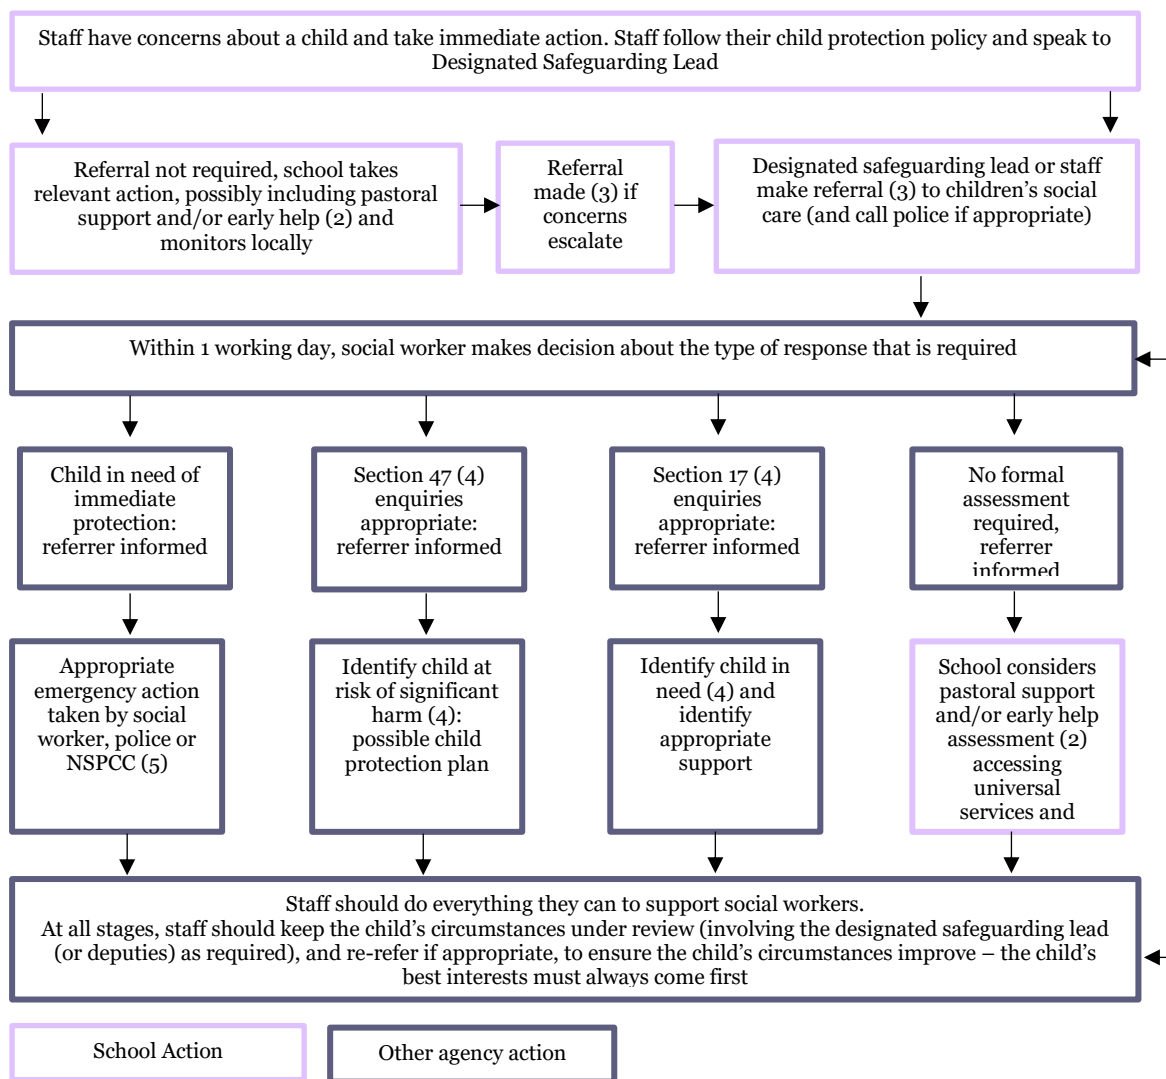 Staff have concerns about a child and take immediate action. Staff follow their child protection policy and speak to
Designated Safeguarding Lead
Referral not required, school takes
relevant action, possibly including pastoral
support and/or early help (2) and
monitors locally
Referral
made (3) if
concerns
escalate
Designated safeguarding lead or staff
make referral (3) to children’s social
care (and call police if appropriate)
Within 1 working day, social worker makes decision about the type of response that is required
Child in need of
immediate
protection:
referrer informed
Section 47 (4)
enquiries
appropriate:
referrer informed
Section 17 (4)
enquiries
appropriate:
referrer informed
No formal
assessment
required,
referrer
informed
Appropriate
emergency action
taken by social
worker, police or
NSPCC (5)
Identify child at
risk of significant
harm (4):
possible child
protection plan
Identify child in
need (4) and
identify
appropriate
support
School considers
pastoral support
and/or early help
assessment (2)
accessing
universal
services and
Staff should do everything they can to support social workers.
At all stages, staff should keep the child’s circumstances under review (involving the designated safeguarding lead
(or deputies) as required), and re-refer if appropriate, to ensure the child’s circumstances improve – the child’s
best interests must always come first
School Action
Other agency action